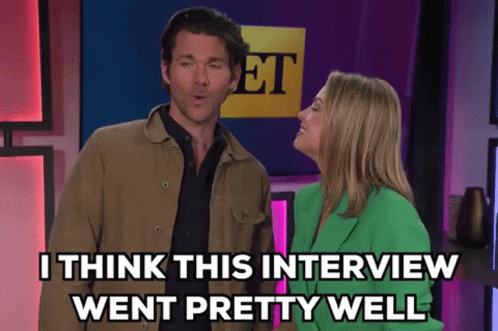 ET
I THINK THIS INTERVIEW
WENT PRETTY WELL